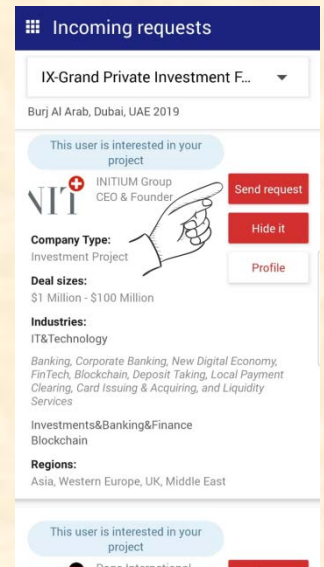 Incoming requests
IX-Grand Private Investment F...
Burj Al Arab, Dubai, UAE 2019
This user is interested in your
project
INITIUM Group
CEO & Founder
Send request
Hide it
Profile
Company Type:
Investment Project
Deal sizes:
$1 Million - $100 Million
Industries:
IT&Technology
Banking, Corporate Banking, New Digital Economy,
FinTech, Blockchain, Deposit Taking, Local Payment
Clearing, Card Issuing & Acquiring, and Liquidity
Services
Investments&Banking&Finance
Blockchain
Regions:
Asia, Western Europe, UK, Middle East
This user is interested in your
project
International